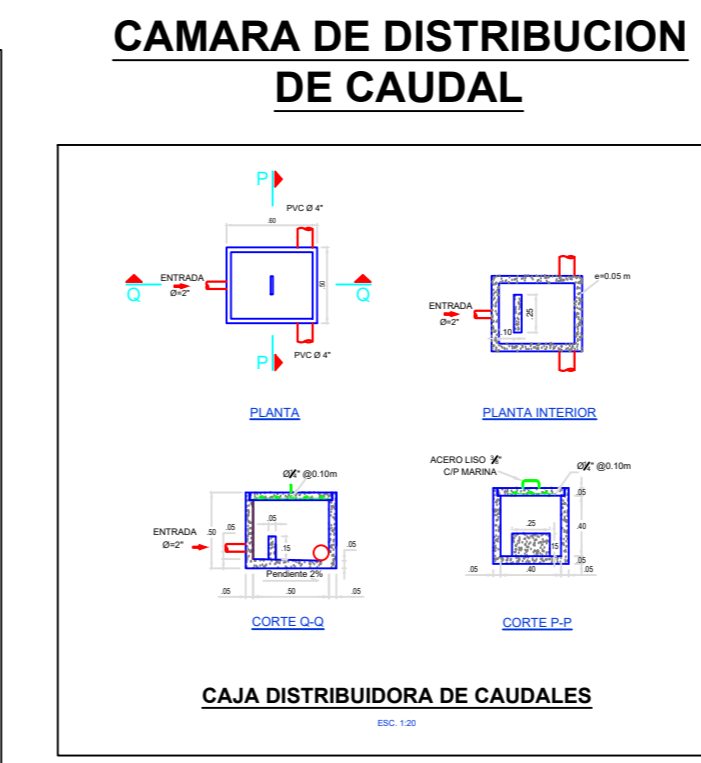 CAMARA DE DISTRIBUCION
DE CAUDAL
P
PVC Ø 4"
.60
ENTRADA
Ø=2"
Q
Q
P
PVC Ø 4"
PLANTA
e=0.05 m
ENTRADA
Ø=2"
.25
.10
PLANTA INTERIOR
@0.10m
.05
.50
.05
ENTRADA
Ø=2"
.15
.05
Pendiente 2%
.05
.50
.05
CORTE Q-Q
ACERO LISO
C/P MARINA
@0.10m
.05
.25
.40
.15
.05
.05
.40
.05
CORTE P-P
CAJA DISTRIBUIDORA DE CAUDALES
ESC. 1:20